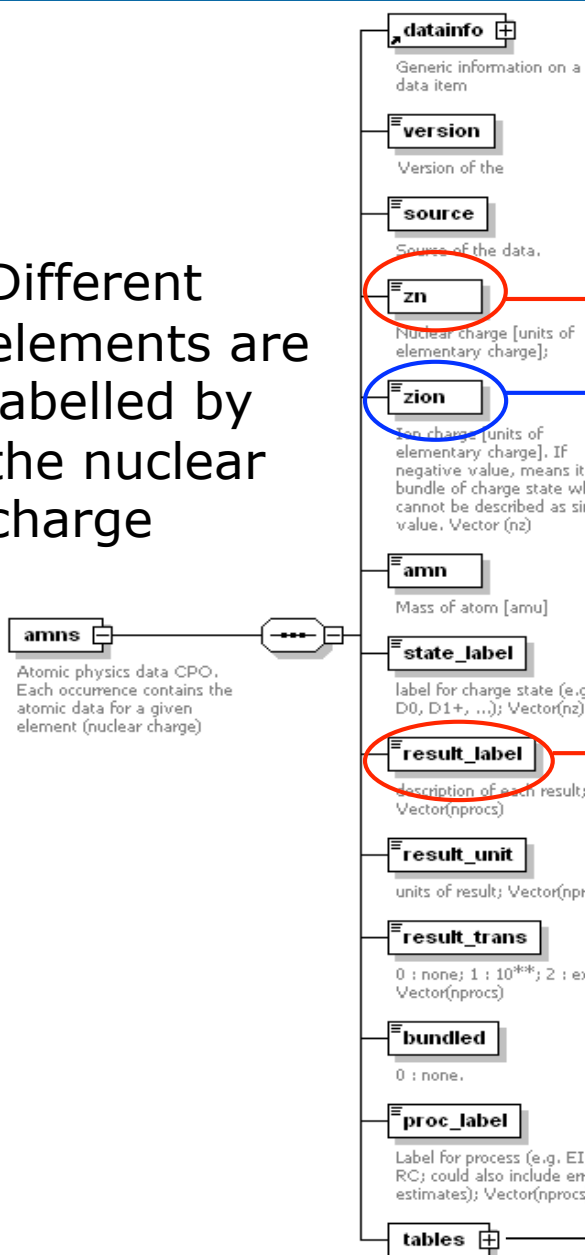 datainfo
Generic information on a
data item
version
Version of the
source
Source of the data.
Different
elements are
labelled by
the nuclear
charge
zn
Nuclear charge [units of
elementary charge];
zion
Ion charge [units of
elementary charge]. If
negative value, means it
bundle of charge state
cannot be described as
value. Vector (nz)
amn
Mass of atom [amu]
amns
Atomic physics data CPO.
Each occurrence contains the
atomic data for a given
element (nuclear charge)
state_label
label for charge state (e.g
D0, D1+, ...); Vector(nz)
result_label
description of each result;
Vector(nprocs)
result_unit
units of result; Vector(npr
result_trans
0 : none; 1 : 10**; 2 : ex
Vector(nprocs)
bundled
0 : none.
proc_label
Label for process (e.g. EI
RC; could also include er
estimates); Vector(nprocs
tables